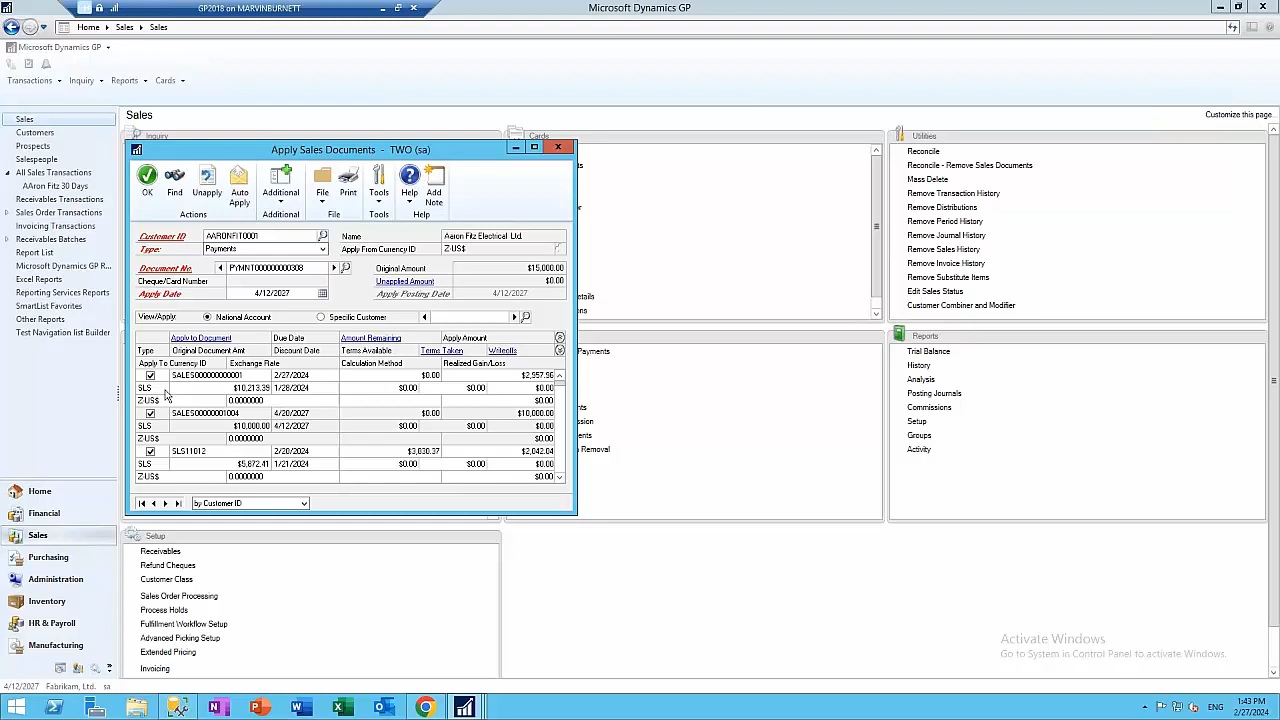 GP2018 on MARVINBURNETT
Microsoft Dynamics GP
Home Sales Sales
Microsoft Dynamics GP
Transactions Inquiry Reports Cards
Sales
Customers
Prospects
Salespeople
All Sales Transactions
AAron Fitz 30 Days
Receivables Transactions
Sales Order Transactions
Invoicing Transactions
Receivables Batches
Report List
Microsoft Dynamics GP R...
Excel Reports
Reporting Services Reports
SmartList Favorites
Other Reports
Test Navigation list Builder
Home
Financial
Sales
Purchasing
Administration
Inventory
HR & Payroll
Manufacturing
Sales
Customize this page
Inquiry
Cards
Apply Sales Documents - TWO (sa)
OK
Find
Unapply
Auto Apply
Additional
File
Print
Tools
Help
Add Note
Actions
Additional
File
Tools
Help
Customer ID AARONFIT0001 Name Aaron Fitz Electrical Ltd.
Type: Payments Apply From Currency ID Z-US$
Document No. PYMNT000000000308 Original Amount $15,000.00
Cheque/Card Number Unapplied Amount $0.00
Apply Date 4/12/2027 Apply Posting Date 4/12/2027
View/Apply: National Account Specific Customer
Apply to Document Due Date Amount Remaining Apply Amount
Type Original Document Amt Discount Date Terms Available Terms Taken Writeoffs
Apply To Currency ID Exchange Rate Calculation Method Realized Gain/Loss
SALES00000000001 2/27/2024 $0.00 $2,957.96
SLS $10,213.39 1/28/2024 $0.00 $0.00 $0.00
Z-US$ 0.0000000 $0.00
SALES00000001004 4/20/2027 $0.00 $10,000.00
SLS $10,000.00 4/12/2027 $0.00 $0.00 $0.00
Z-US$ 0.0000000 $0.00
SLS11012 2/20/2024 $3,830.37 $2,042.04
SLS $5,872.41 1/21/2024 $0.00 $0.00 $0.00
Z-US$ 0.0000000 $0.00
by Customer ID
Setup
Receivables
Refund Cheques
Customer Class
Sales Order Processing
Process Holds
Fulfillment Workflow Setup
Advanced Picking Setup
Extended Pricing
Invoicing
Utilities
Reconcile
Reconcile - Remove Sales Documents
Mass Delete
Remove Transaction History
Remove Distributions
Remove Period History
Remove Journal History
Remove Sales History
Remove Invoice History
Remove Substitute Items
Edit Sales Status
Customer Combiner and Modifier
Reports
Trial Balance
History
Analysis
Posting Journals
Commissions
Setup
Groups
Activity
Activate Windows
Go to System in Control Panel to activate Windows.
4/12/2027 Fabrikam, Ltd. sa
ENG
1:43 PM
2/27/2024